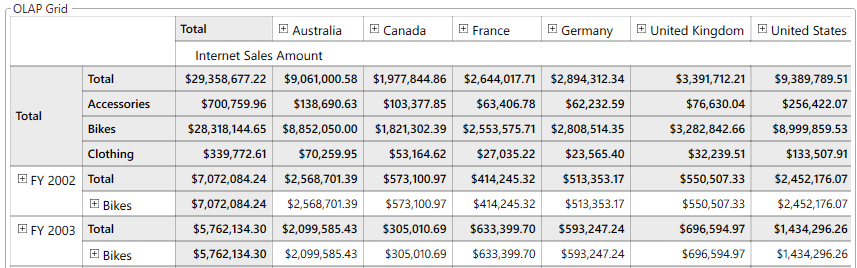 OLAP Grid
Total Australia Canada France Germany United Kingdom United States
Internet Sales Amount
Total Total $29,358,677.22 $9,061,000.58 $1,977,844.86 $2,644,017.71 $2,894,312.34 $3,391,712.21 $9,389,789.51
Accessories $700,759.96 $138,690.63 $103,377.85 $63,406.78 $62,232.59 $76,630.04 $256,422.07
Bikes $28,318,144.65 $8,852,050.00 $1,821,302.39 $2,553,575.71 $2,808,514.35 $3,282,842.66 $8,999,859.53
Clothing $339,772.61 $70,259.95 $53,164.62 $27,035.22 $23,565.40 $32,239.51 $133,507.91
FY 2002 Total $7,072,084.24 $2,568,701.39 $573,100.97 $414,245.32 $513,353.17 $550,507.33 $2,452,176.07
Bikes $7,072,084.24 $2,568,701.39 $573,100.97 $414,245.32 $513,353.17 $550,507.33 $2,452,176.07
FY 2003 Total $5,762,134.30 $2,099,585.43 $305,010.69 $633,399.70 $593,247.24 $696,594.97 $1,434,296.26
Bikes $5,762,134.30 $2,099,585.43 $305,010.69 $633,399.70 $593,247.24 $696,594.97 $1,434,296.26